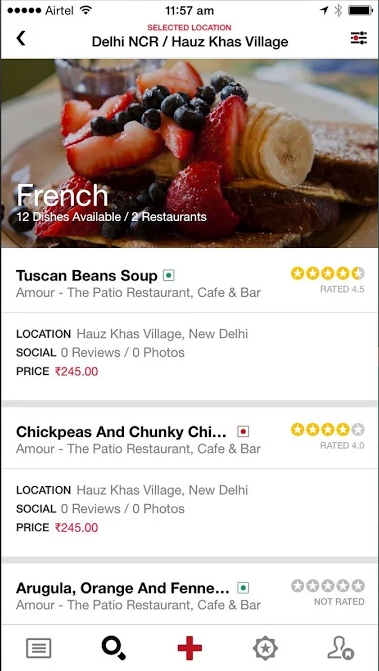 Airtel 11:57 am
SELECTED LOCATION
Delhi NCR / Hauz Khas Village
French
12 Dishes Available / 2 Restaurants
Tuscan Beans Soup
Amour - The Patio Restaurant, Cafe & Bar
RATED 4.5
LOCATION Hauz Khas Village, New Delhi
SOCIAL 0 Reviews / 0 Photos
PRICE ₹245.00
Chickpeas And Chunky Chi...
Amour - The Patio Restaurant, Cafe & Bar
RATED 4.0
LOCATION Hauz Khas Village, New Delhi
SOCIAL 0 Reviews / 0 Photos
PRICE ₹245.00
Arugula, Orange And Fenne...
Amour - The Patio Restaurant, Cafe & Bar
NOT RATED